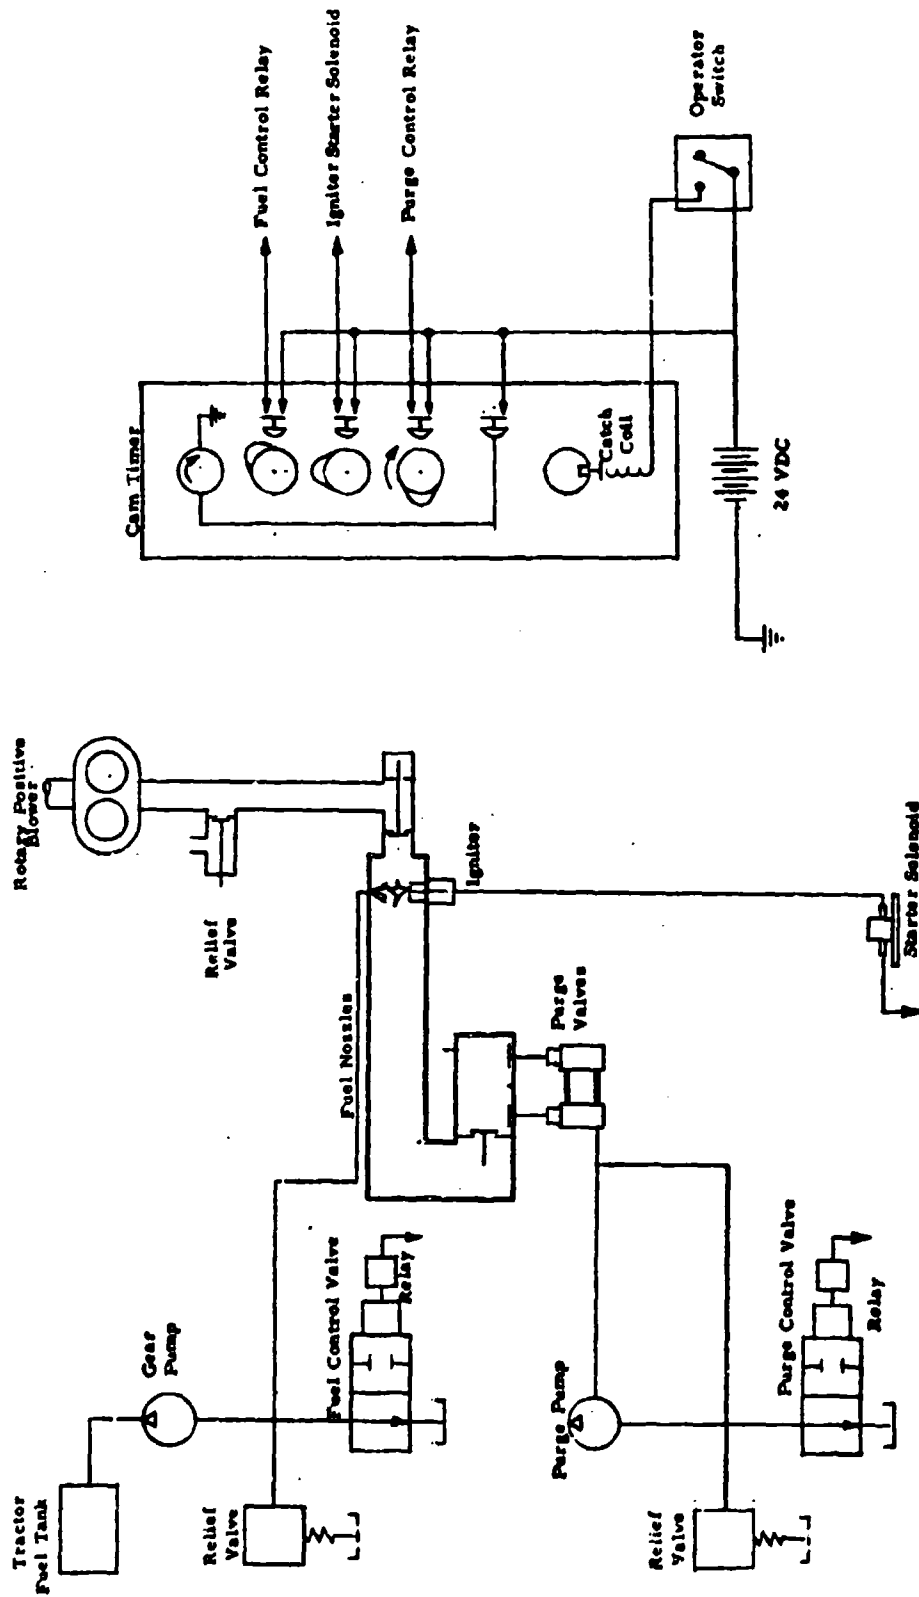 Tractor
Fuel Tank
Gear
Pump
Relief
Valve
Fuel Control Valve
Relay
Fuel Nozzles
Relief
Valve
Rotary Positive
Blower
Igniter
Purge
Valves
Purge Pump
Relief
Valve
Purge Control Valve
Relay
Starter Solenoid
Cam Timer
Fuel Control Relay
Igniter Starter Solenoid
Purge Control Relay
Catch
Coil
Operator
Switch
24 VDC